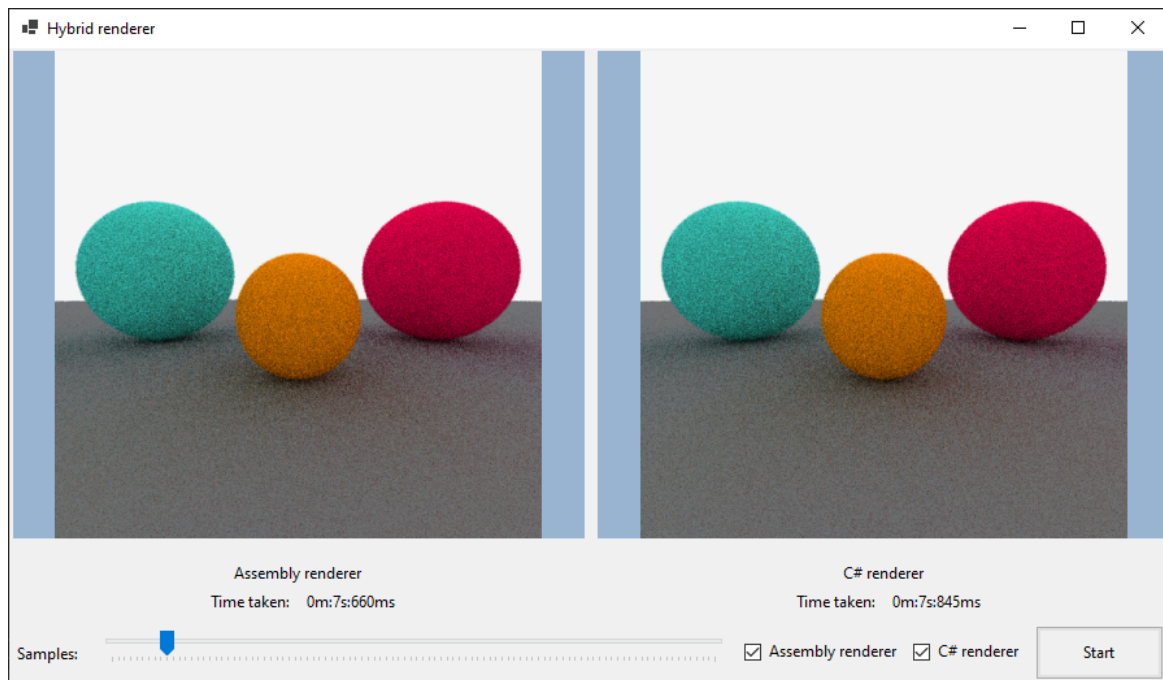 Hybrid renderer
Assembly renderer
Time taken: 0m:7s:660ms
C# renderer
Time taken: 0m:7s:845ms
Samples:
Assembly renderer
C# renderer
Start